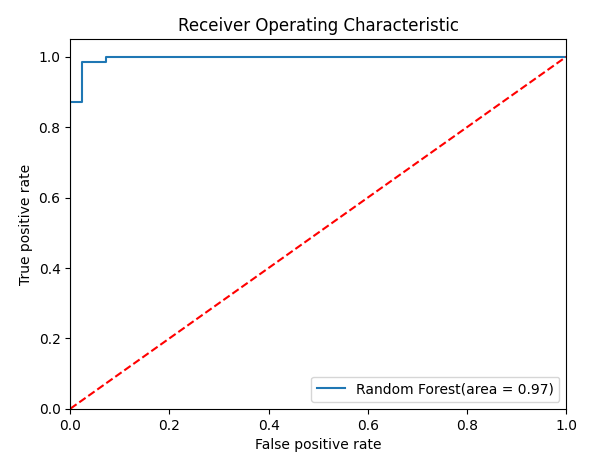 Receiver Operating Characteristic
True positive rate
1.0
0.8
0.6
0.4
0.2
0.0
Random Forest(area = 0.97)
0.0 0.2 0.4 0.6 0.8 1.0
False positive rate